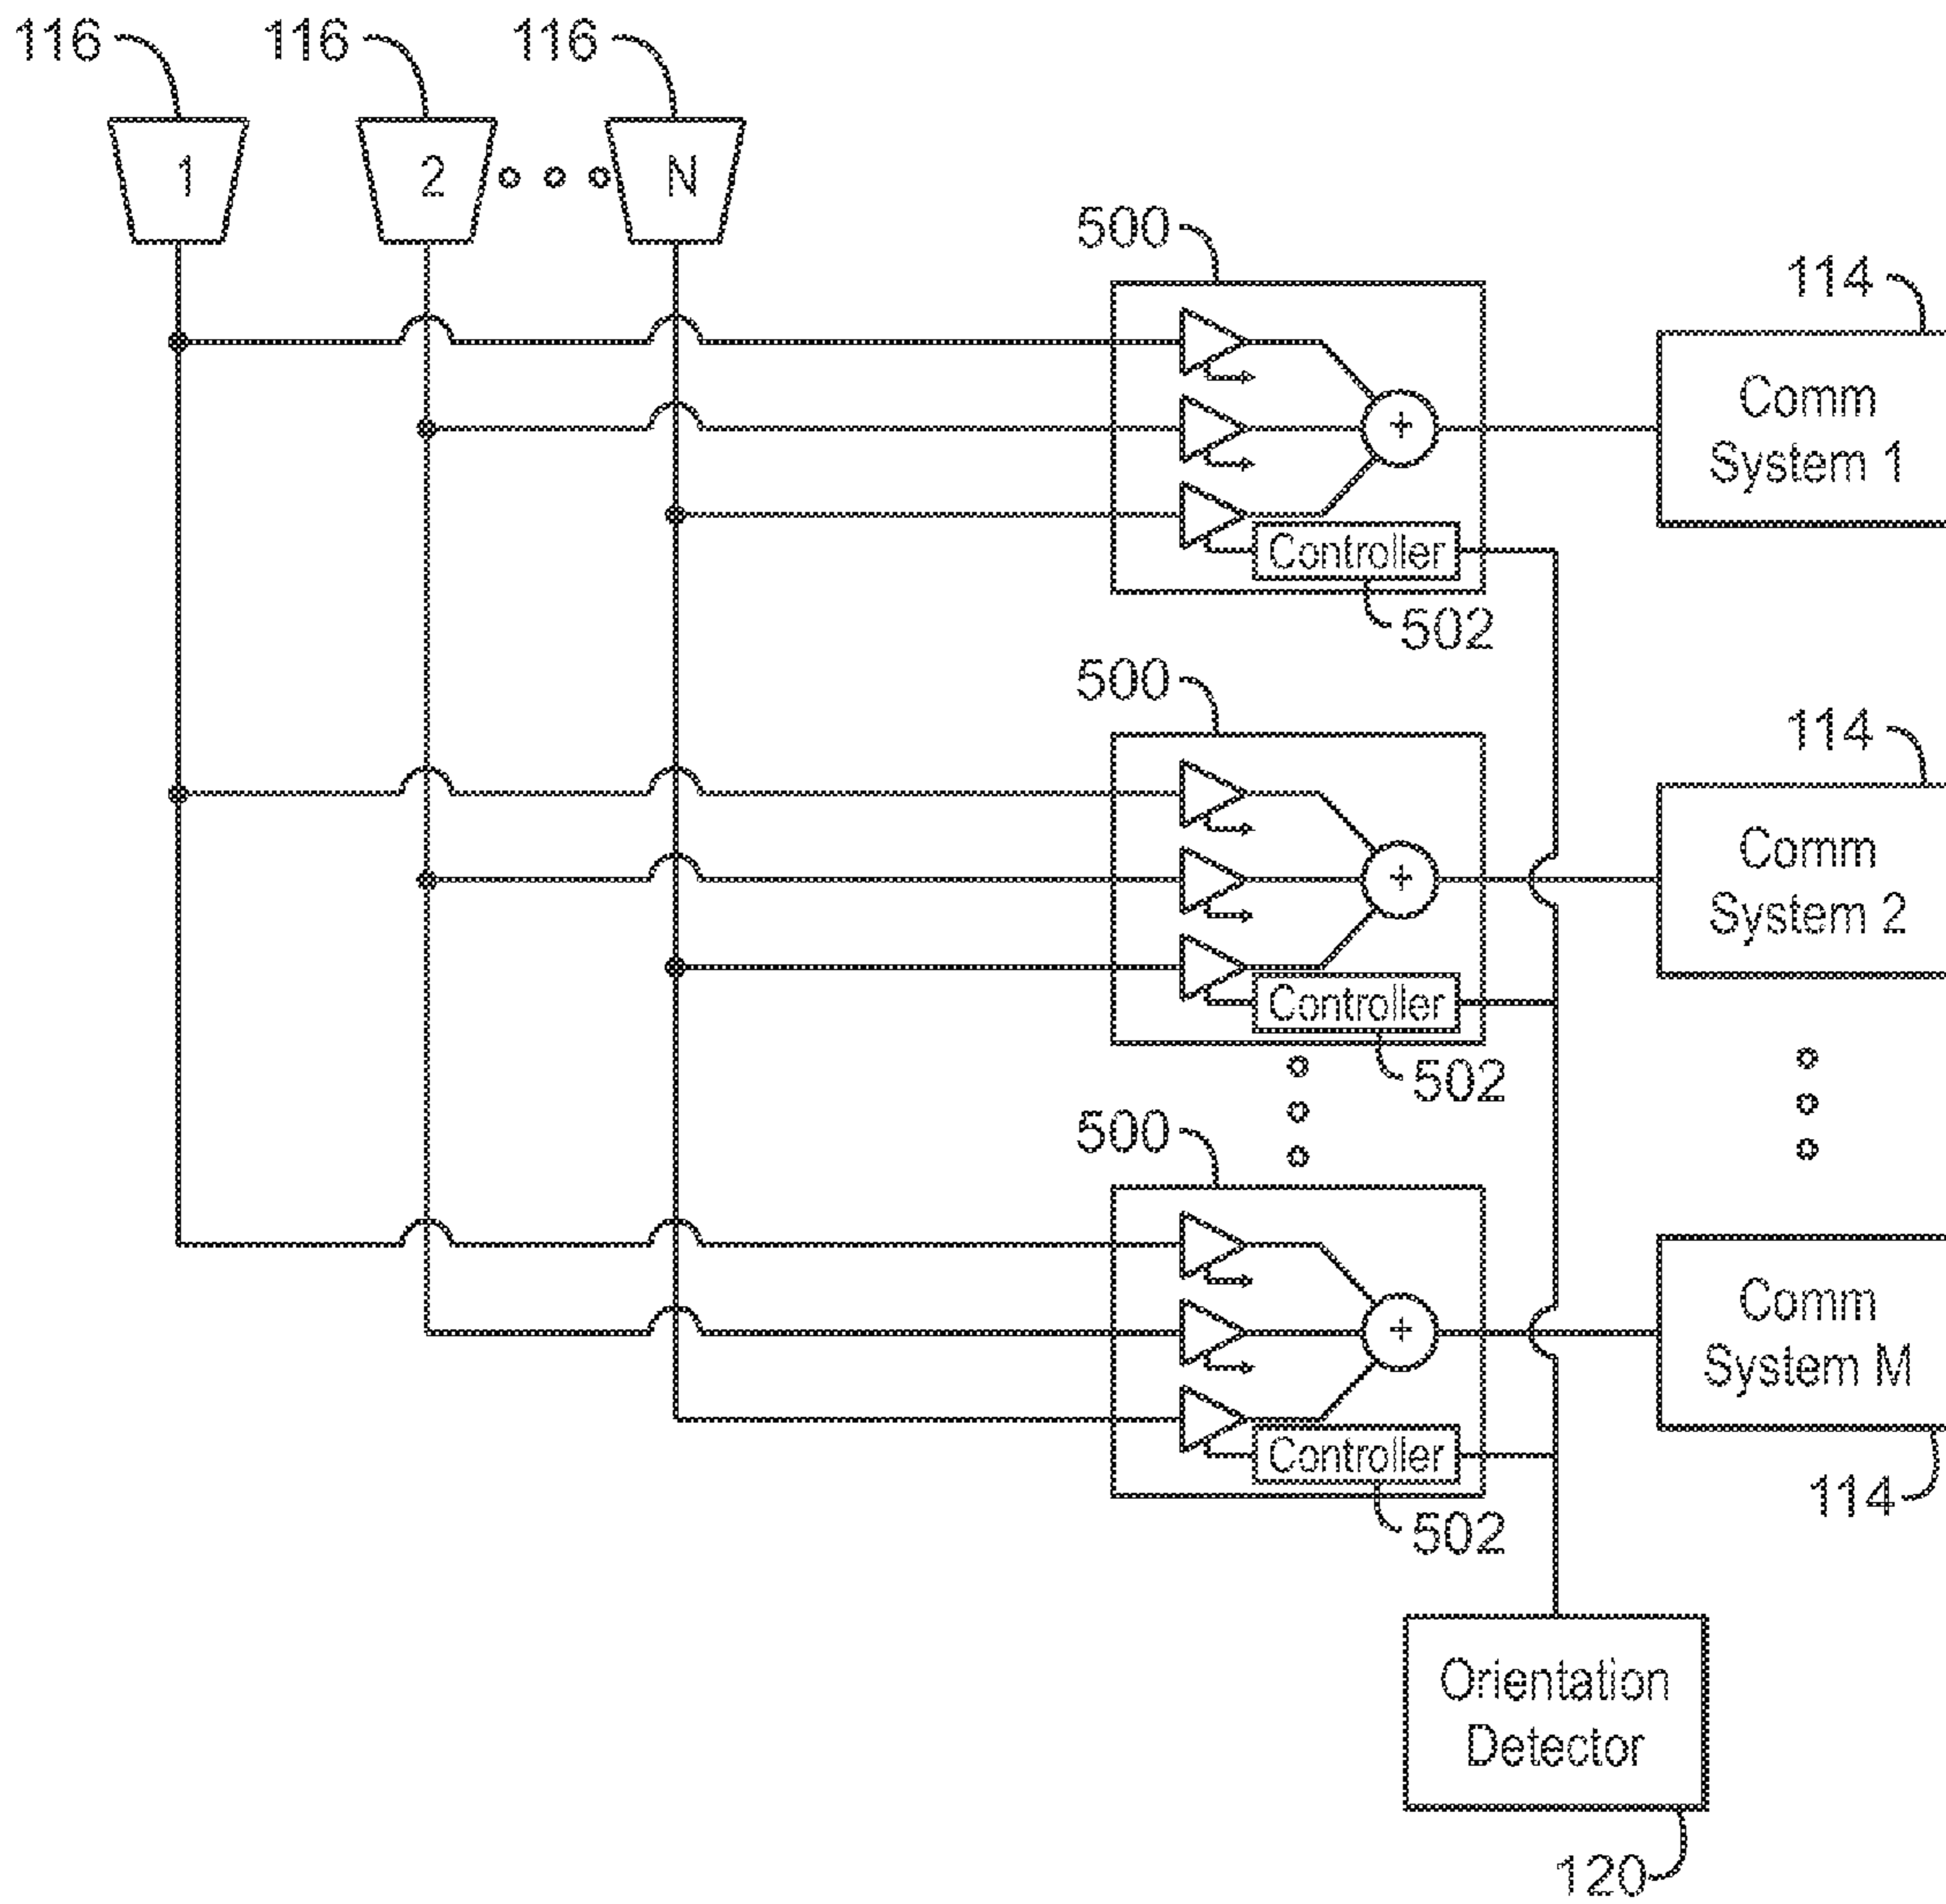 116 116 116
1 2 N
500
114
+
Comm
System 1
Controller
502
500
114
+
Comm
System 2
Controller
502
500
+
Comm
System M
Controller
114
502
Orientation
Detector
120